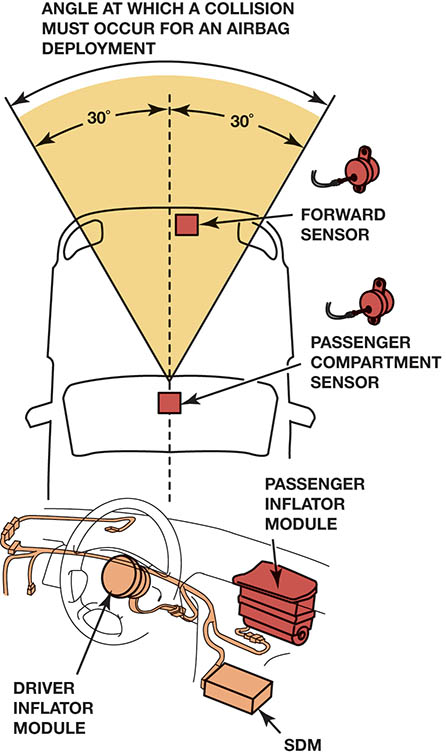 ANGLE AT WHICH A COLLISION
MUST OCCUR FOR AN AIRBAG
DEPLOYMENT
30° 30°
FORWARD
SENSOR
PASSENGER
COMPARTMENT
SENSOR
PASSENGER
INFLATOR
MODULE
DRIVER
INFLATOR
MODULE
SDM